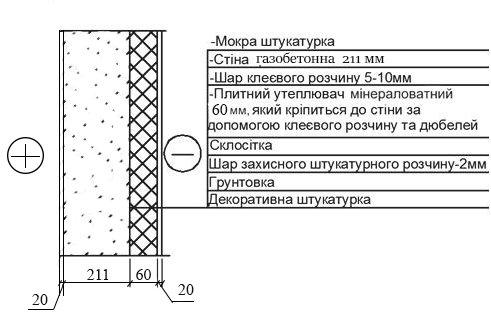 -Мокра штукатурка
-Стіна газобетонна 211 мм
-Шар клеєвого розчину 5-10мм
-Плитний утеплювач мінераловатний
60 мм, який кріпиться до стіни за
допомогою клеєвого розчину та дюбелей
Склосітка
Шар захисного штукатурного розчину-2мм
Грунтовка
Декоративна штукатурка
211
60
20
20